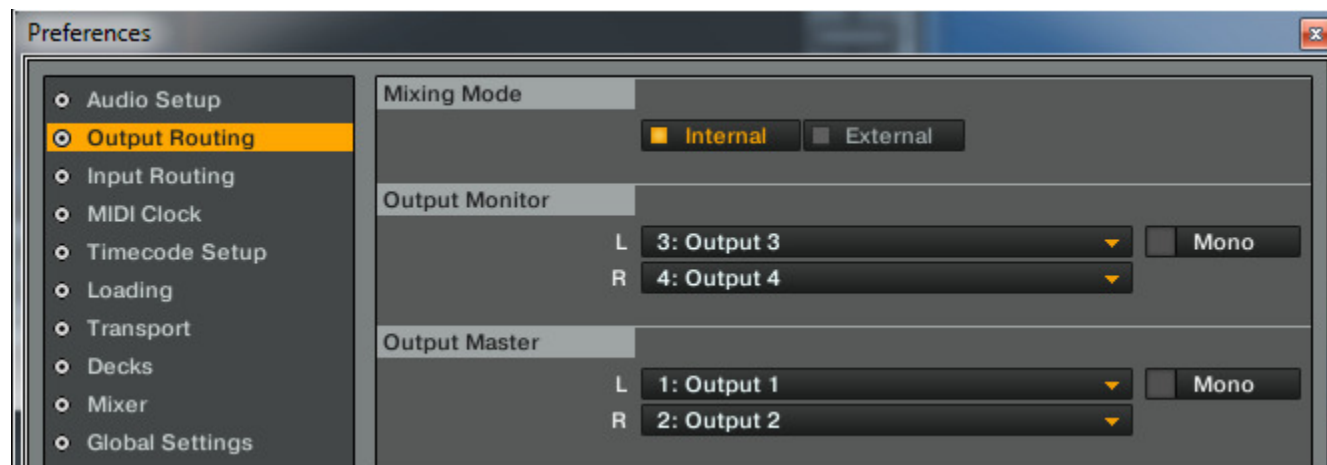 Preferences
Audio Setup
Output Routing
Input Routing
MIDI Clock
Timecode Setup
Loading
Transport
Decks
Mixer
Global Settings
Mixing Mode
Internal External
Output Monitor
L 3: Output 3 Mono
R 4: Output 4
Output Master
L 1: Output 1 Mono
R 2: Output 2